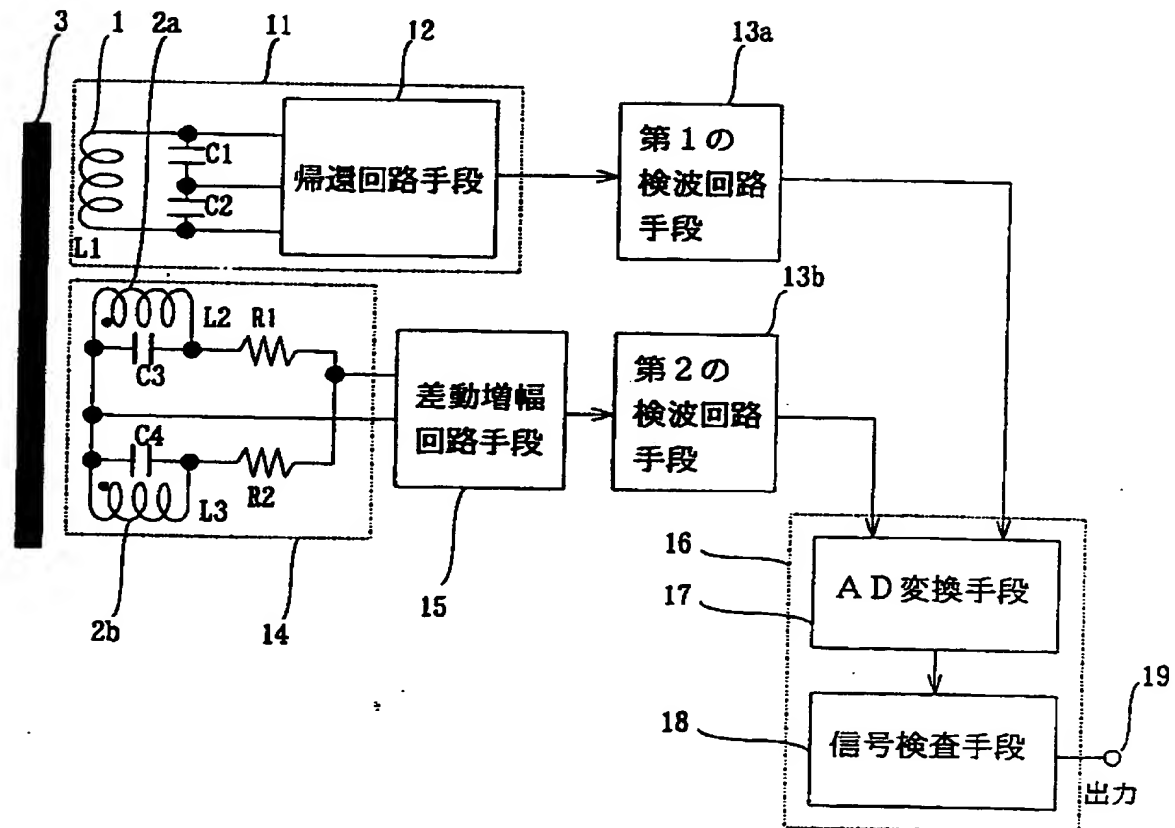 3
1
2a
11
12
13a
C1
C2
L1
帰還回路手段
第1の
検波回路
手段
13b
L2
R1
C3
C4
R2
L3
差動増幅
回路手段
第2の
検波回路
手段
2b
14
15
16
17
AD変換手段
18
信号検査手段
19
出力